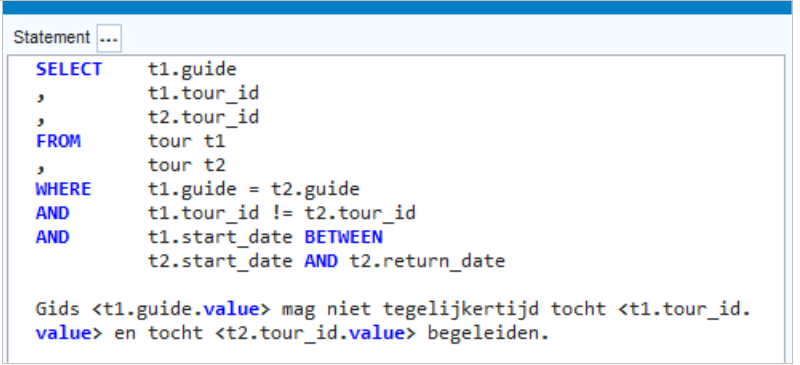 Statement ...
SELECT t1.guide
, t1.tour_id
, t2.tour_id
FROM tour t1
, tour t2
WHERE t1.guide = t2.guide
AND t1.tour_id != t2.tour_id
AND t1.start_date BETWEEN
t2.start_date AND t2.return_date
Gids <t1.guide.value> mag niet tegelijkertijd tocht <t1.tour_id.
value> en tocht <t2.tour_id.value> begeleiden.